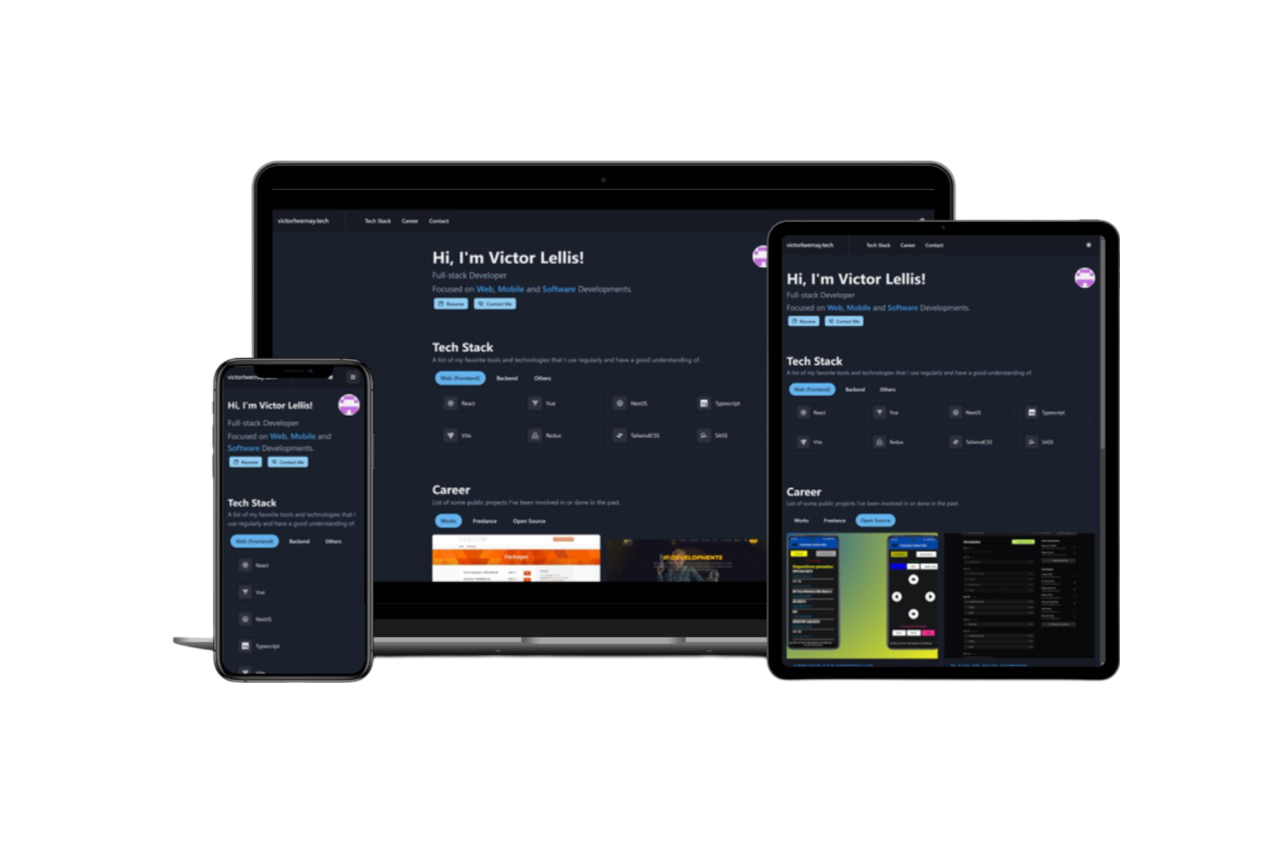 victorlwemay.tech
Tech Stack Career Contact
Hi, I'm Victor Lellis!
Full-stack Developer
Focused on Web, Mobile and Software Developments.
Resume Contact Me
Tech Stack
A list of my favorite tools and technologies that I use regularly and have a good understanding of.
Web (Frontend) Backend Others
React Vue NextJS Typescript
Vite Redux TailwindCSS SASS
Career
List of some public projects I've been involved in or done in the past.
Works Freelance Open Source
Packages
IF:DEVELOPMENTS
victorlwemay.tech
Tech Stack Career Contact
Hi, I'm Victor Lellis!
Full-stack Developer
Focused on Web, Mobile and Software Developments.
Resume Contact Me
Tech Stack
A list of my favorite tools and technologies that I use regularly and have a good understanding of.
Web (Frontend) Backend Others
React Vue NextJS Typescript
Vite Redux TailwindCSS SASS
Career
List of some public projects I've been involved in or done in the past.
Works Freelance Open Source
Hi, I'm Victor Lellis!
Full-stack Developer
Focused on Web, Mobile and
Software Developments.
Resume Contact Me
Tech Stack
A list of my favorite tools and technologies that I
use regularly and have a good understanding of.
Web (Frontend) Backend Others
React
Vue
NextJS
Typescript
Vite